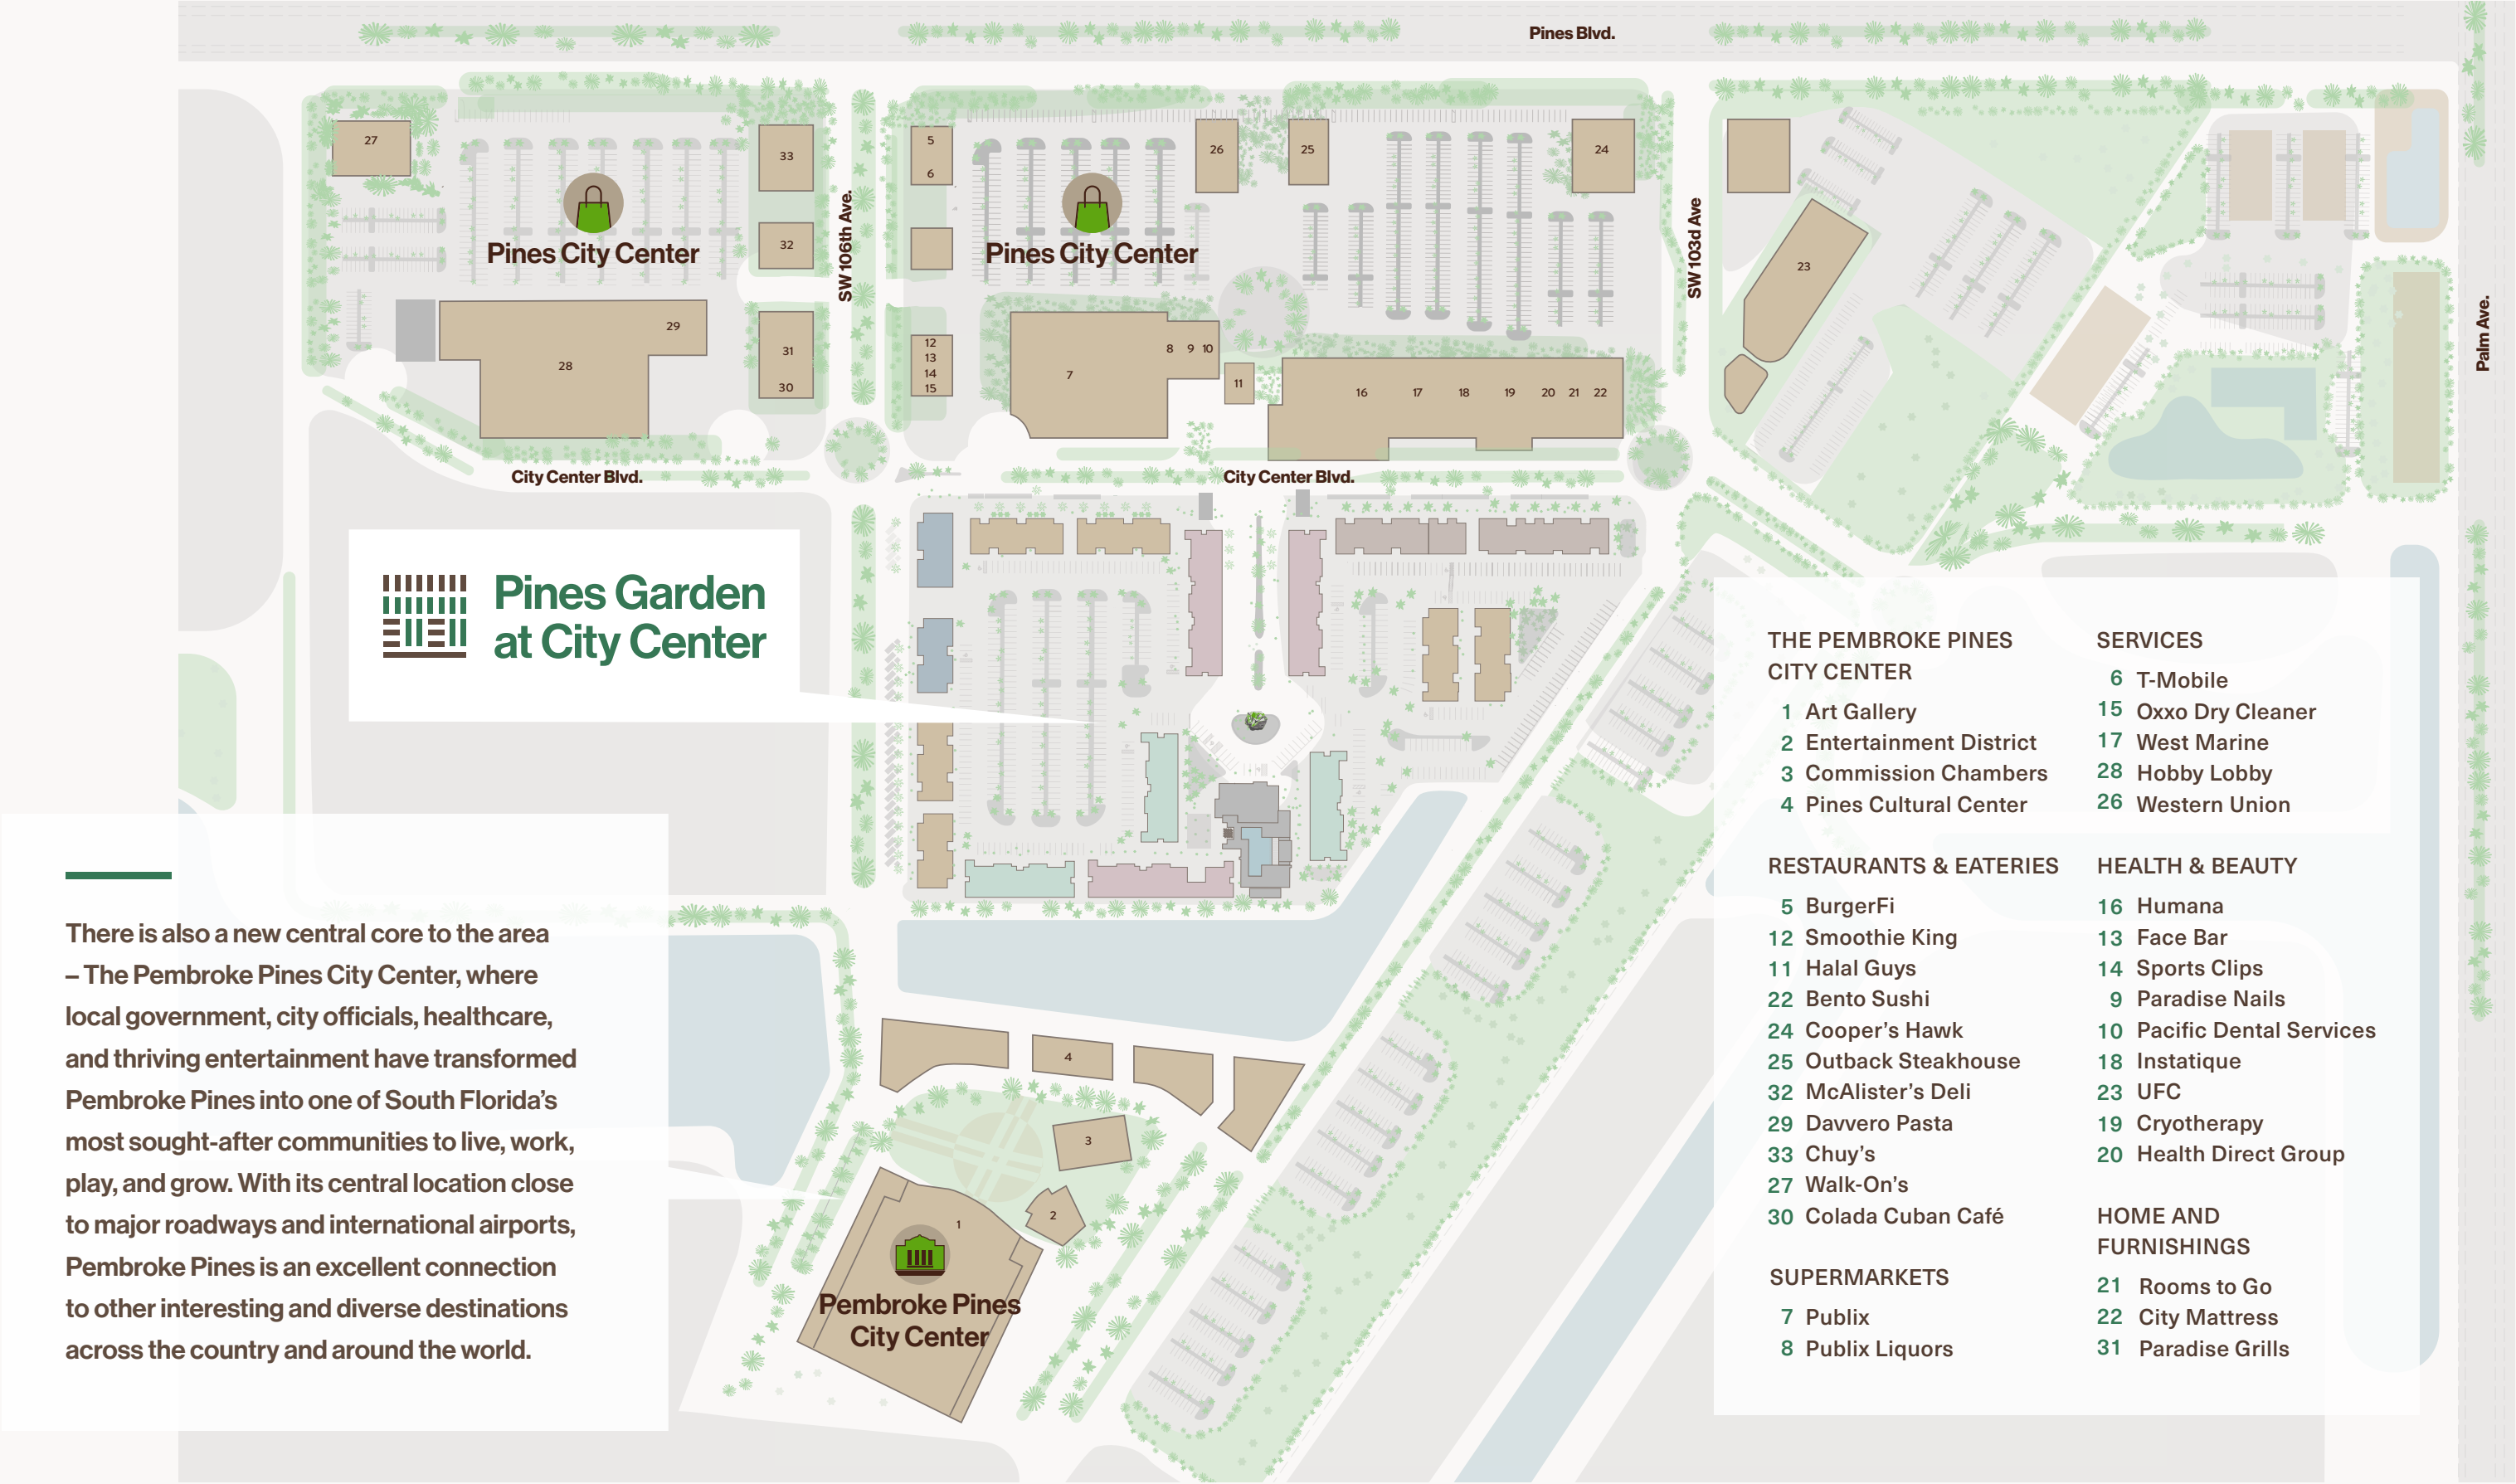 Pines Blvd.
27
33
32
31
30
29
28
Pines City Center
SW 106th Ave.
5
6
26
25
24
Pines City Center
12
13
14
15
7
8 9 10
11
16 17 18 19 20 21 22
SW 103d Ave
23
Palm Ave.
City Center Blvd.
City Center Blvd.
Pines Garden
at City Center
There is also a new central core to the area
– The Pembroke Pines City Center, where
local government, city officials, healthcare,
and thriving entertainment have transformed
Pembroke Pines into one of South Florida’s
most sought-after communities to live, work,
play, and grow. With its central location close
to major roadways and international airports,
Pembroke Pines is an excellent connection
to other interesting and diverse destinations
across the country and around the world.
4
3
2
1
Pembroke Pines
City Center
THE PEMBROKE PINES
CITY CENTER
1 Art Gallery
2 Entertainment District
3 Commission Chambers
4 Pines Cultural Center
RESTAURANTS & EATERIES
5 BurgerFi
12 Smoothie King
11 Halal Guys
22 Bento Sushi
24 Cooper’s Hawk
25 Outback Steakhouse
32 McAlister’s Deli
29 Davvero Pasta
33 Chuy’s
27 Walk-On’s
30 Colada Cuban Café
SUPERMARKETS
7 Publix
8 Publix Liquors
SERVICES
6 T-Mobile
15 Oxxo Dry Cleaner
17 West Marine
28 Hobby Lobby
26 Western Union
HEALTH & BEAUTY
16 Humana
13 Face Bar
14 Sports Clips
9 Paradise Nails
10 Pacific Dental Services
18 Instatique
23 UFC
19 Cryotherapy
20 Health Direct Group
HOME AND
FURNISHINGS
21 Rooms to Go
22 City Mattress
31 Paradise Grills